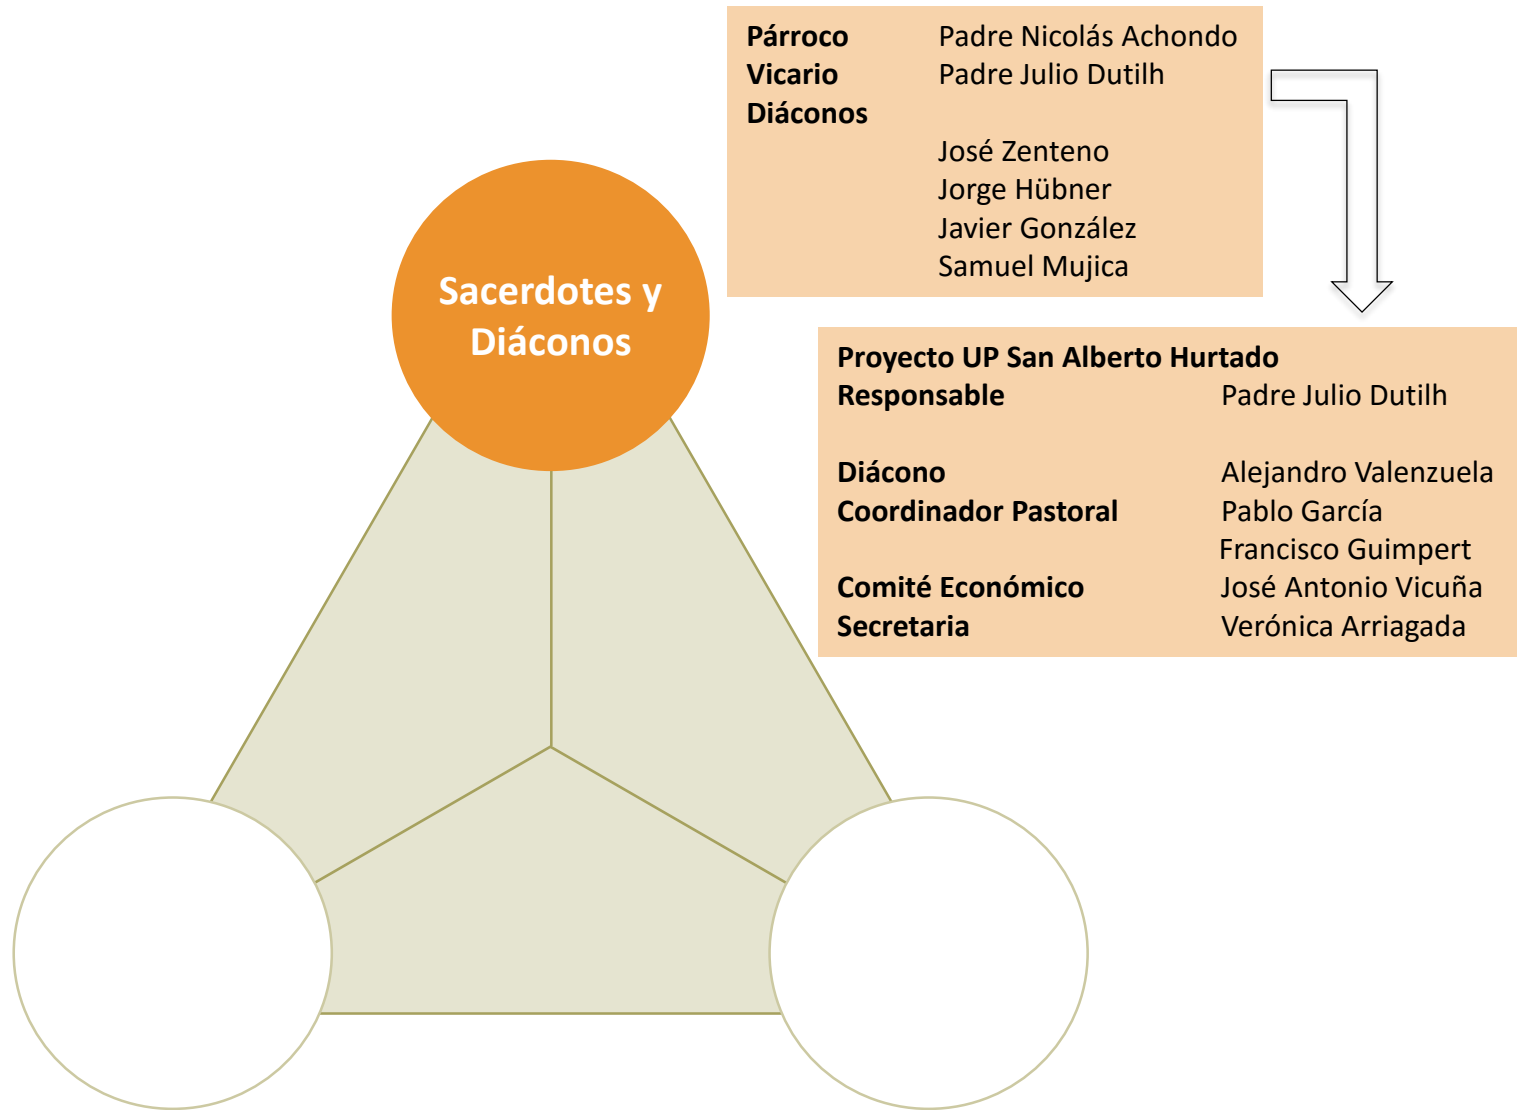 Párroco Padre Nicolás Achondo
Vicario Padre Julio Dutilh
Diáconos
José Zenteno
Jorge Hübner
Javier González
Samuel Mujica
Sacerdotes y
Diáconos
Proyecto UP San Alberto Hurtado
Responsable Padre Julio Dutilh
Diácono Alejandro Valenzuela
Coordinador Pastoral Pablo García
Francisco Guimpert
Comité Económico José Antonio Vicuña
Secretaria Verónica Arriagada